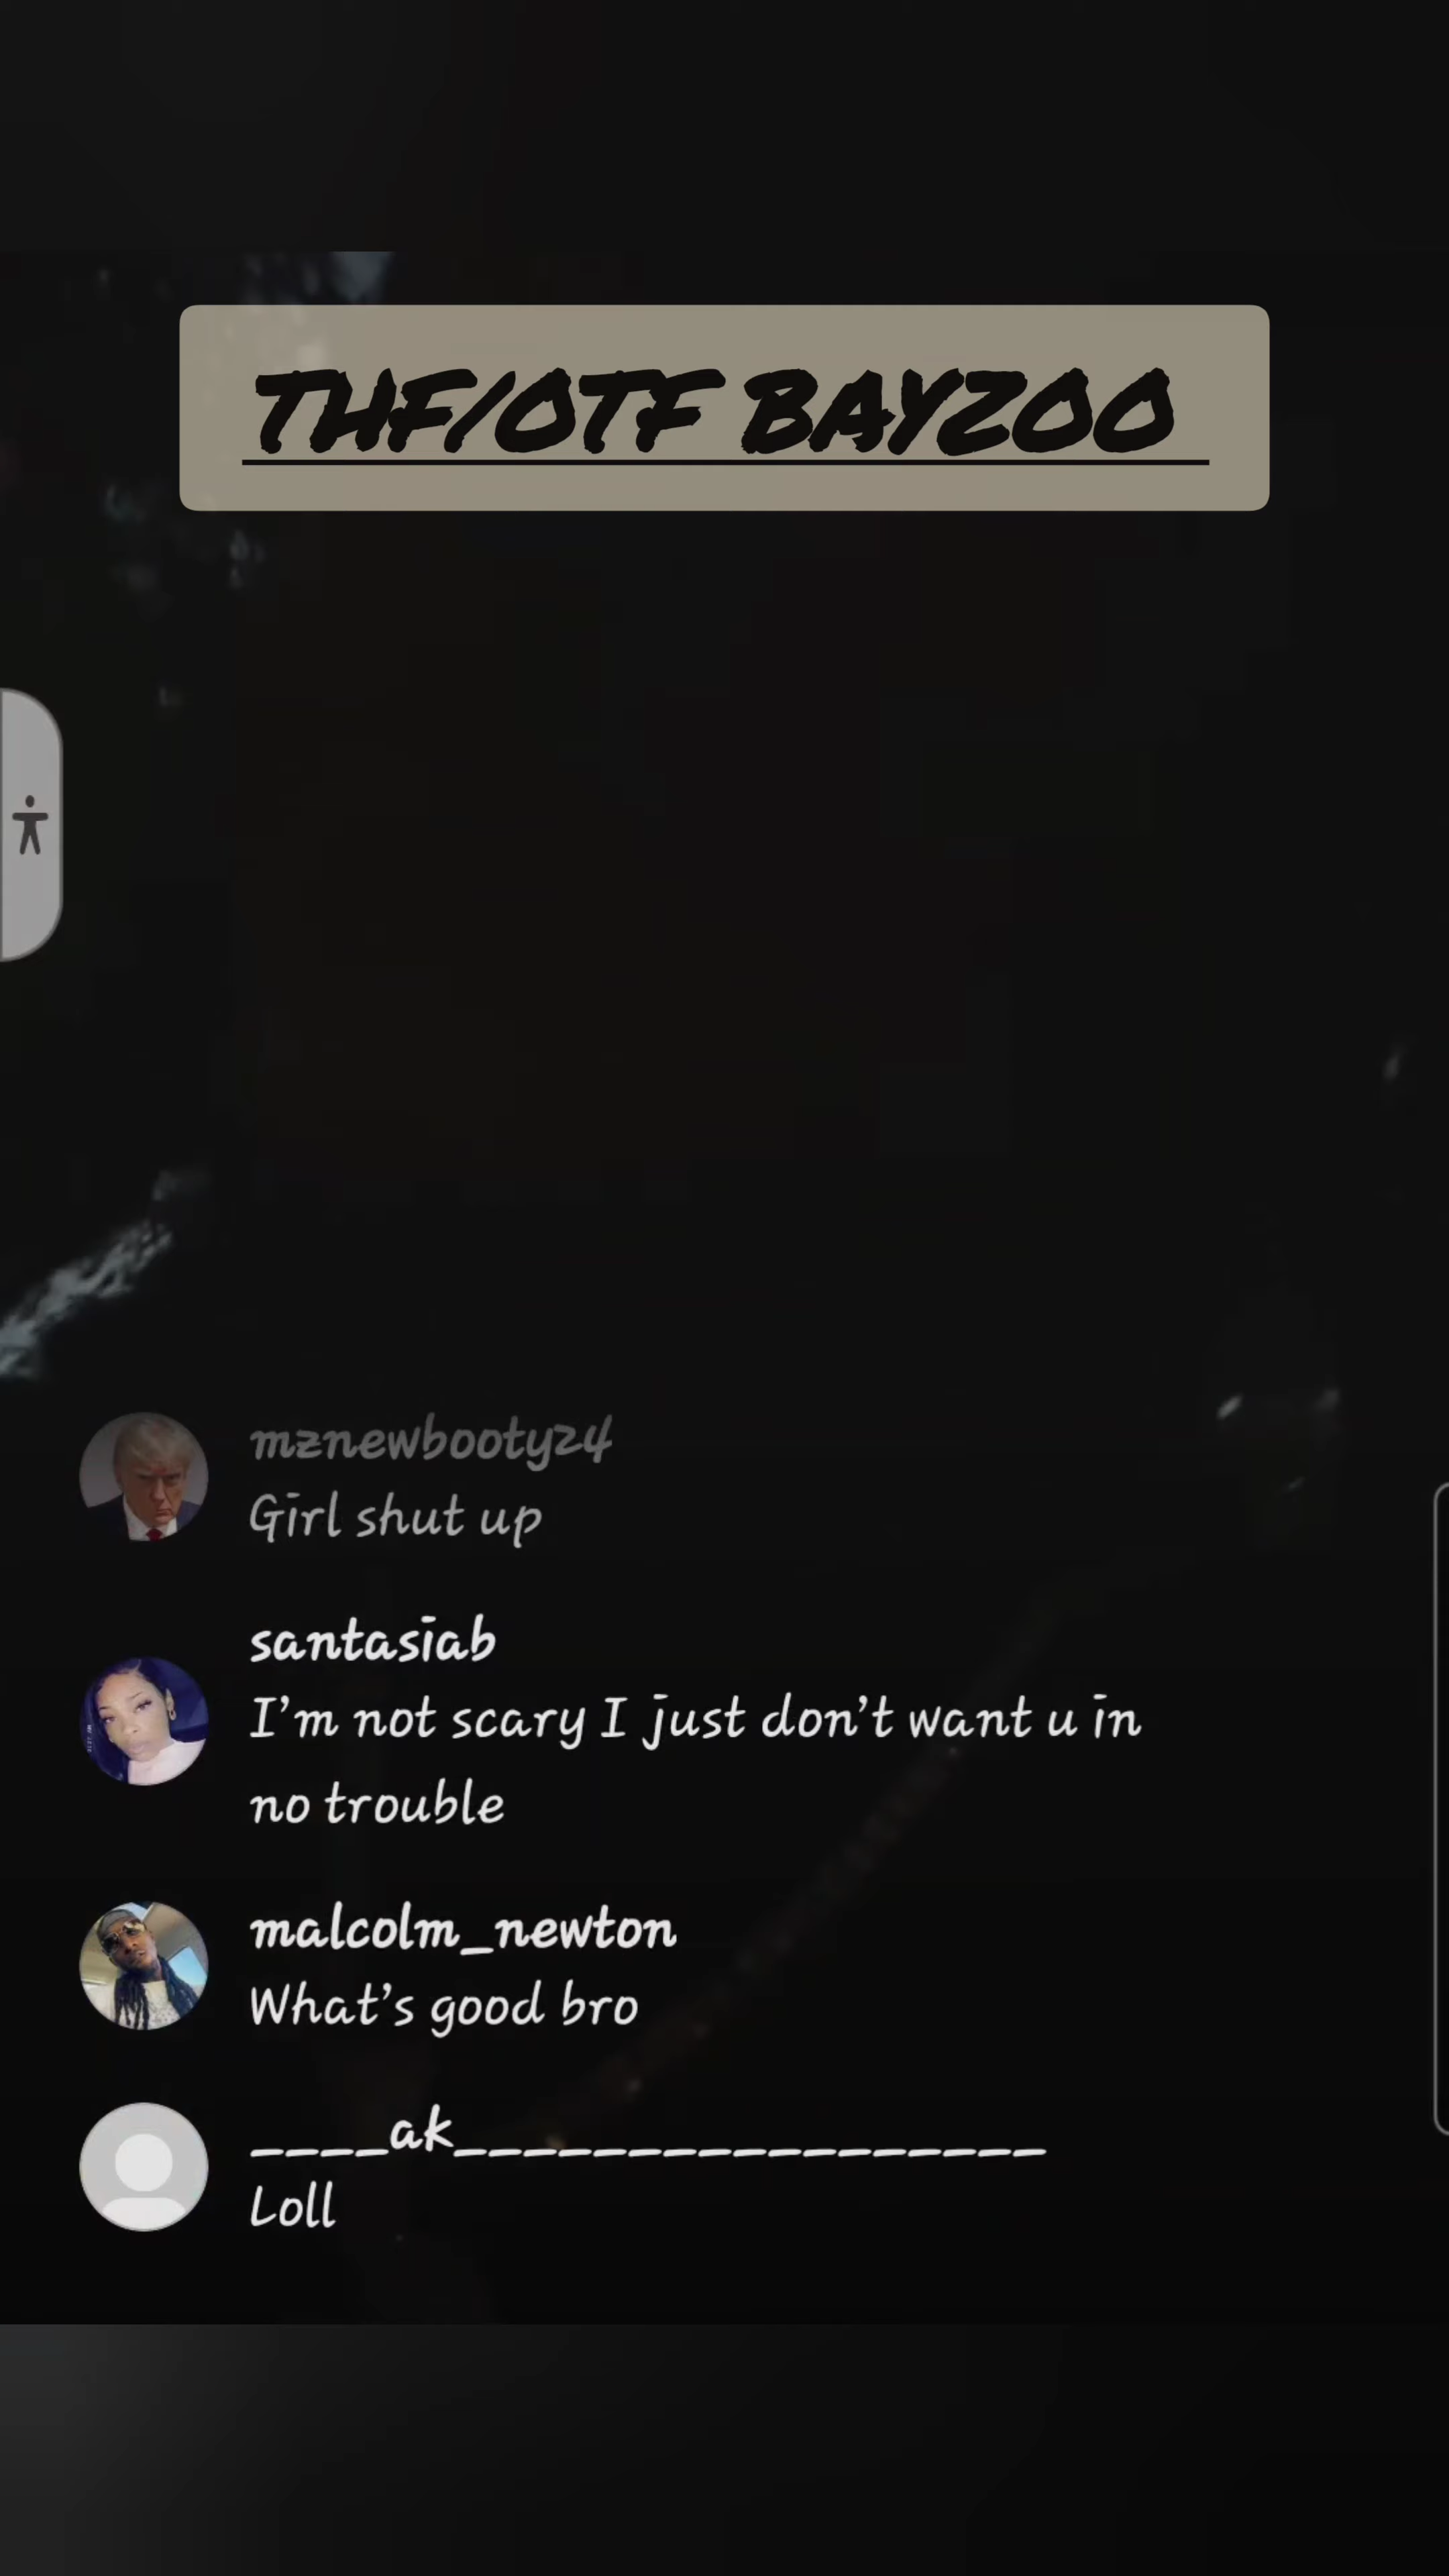 THF/OTF BAYZOO
mznewbooty24
Girl shut up
santasiab
I’m not scary I just don’t want u in
no trouble
malcolm_newton
What’s good bro
____ak_________________
Loll